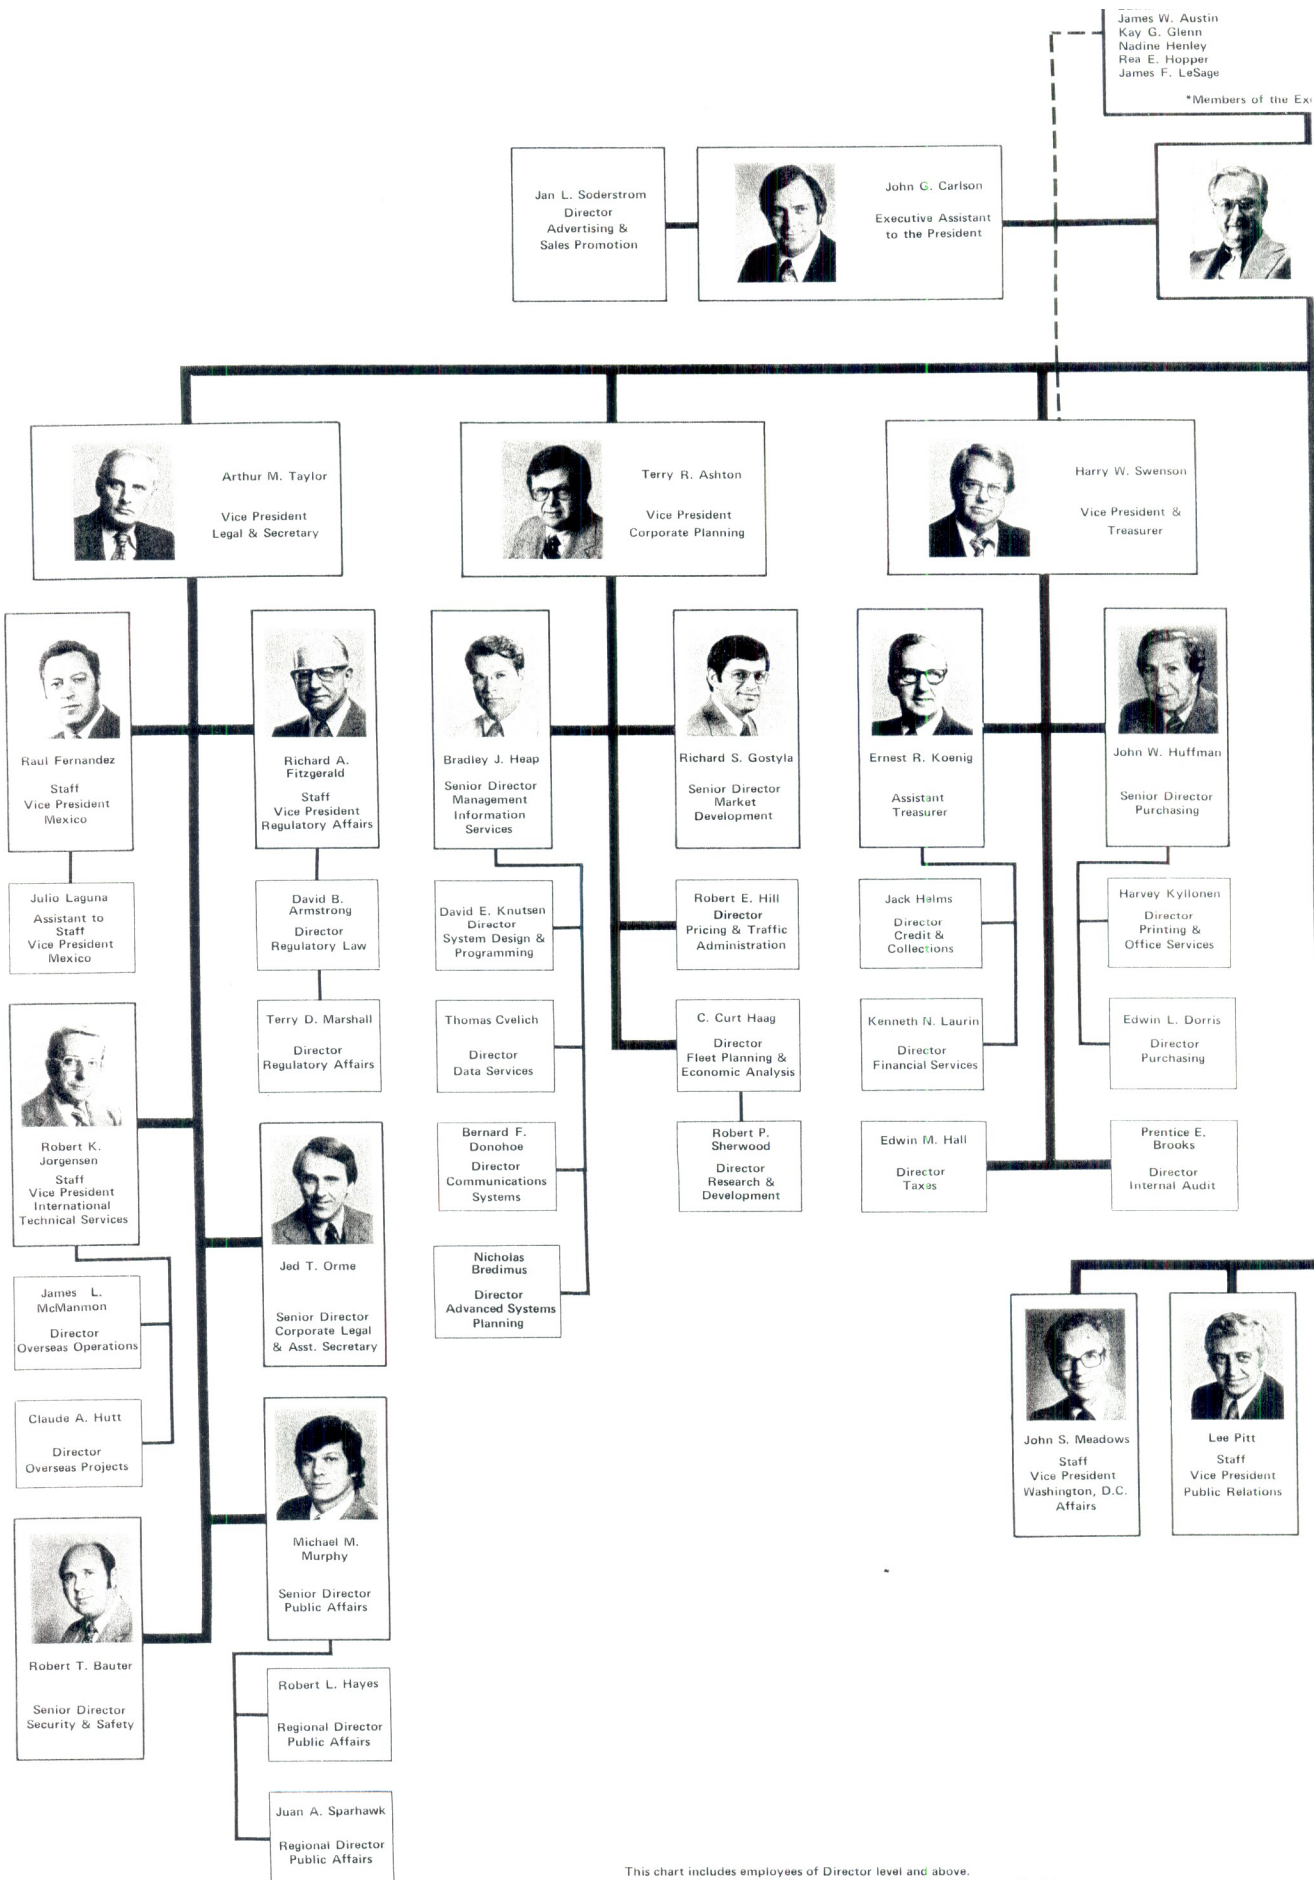 James W. Austin
Kay G. Glenn
Nadine Henley
Rea E. Hopper
James F. LeSage
*Members of the
Jan L. Soderstrom
Director
Advertising &
Sales Promotion
John G. Carlson
Executive Assistant
to the President
Arthur M. Taylor
Vice President
Legal & Secretary
Terry R. Ashton
Vice President
Corporate Planning
Harry W. Swenson
Vice President &
Treasurer
Raul Fernandez
Staff
Vice President
Mexico
Richard A.
Fitzgerald
Staff
Vice President
Regulatory Affairs
Bradley J. Heap
Senior Director
Management
Information
Services
Richard S. Gostyla
Senior Director
Market
Development
Ernest R. Koenig
Assistant
Treasurer
John W. Huffman
Senior Director
Purchasing
Julio Laguna
Assistant to
Staff
Vice President
Mexico
David B.
Armstrong
Director
Regulatory Law
David E. Knutsen
Director
System Design &
Programming
Robert E. Hill
Director
Pricing & Traffic
Administration
Jack Helms
Director
Credit &
Collections
Harvey Kyllonen
Director
Printing &
Office Services
Terry D. Marshall
Director
Regulatory Affairs
Thomas Cvelich
Director
Data Services
C. Curt Haag
Director
Fleet Planning &
Economic Analysis
Kenneth N. Laurin
Director
Financial Services
Edwin L. Dorris
Director
Purchasing
Robert K.
Jorgensen
Staff
Vice President
International
Technical Services
Bernard F.
Donohoe
Director
Communications
Systems
Robert P.
Sherwood
Director
Research &
Development
Edwin M. Hall
Director
Taxes
Prentice E.
Brooks
Director
Internal Audit
Jed T. Orme
Senior Director
Corporate Legal
& Asst. Secretary
Nicholas
Bredimus
Director
Advanced Systems
Planning
James L.
McManmon
Director
Overseas Operations
Claude A. Hutt
Director
Overseas Projects
John S. Meadows
Staff
Vice President
Washington, D.C.
Affairs
Lee Pitt
Staff
Vice President
Public Relations
Michael M.
Murphy
Senior Director
Public Affairs
Robert T. Bauter
Senior Director
Security & Safety
Robert L. Hayes
Regional Director
Public Affairs
Juan A. Sparhawk
Regional Director
Public Affairs
This chart includes employees of Director level and above.